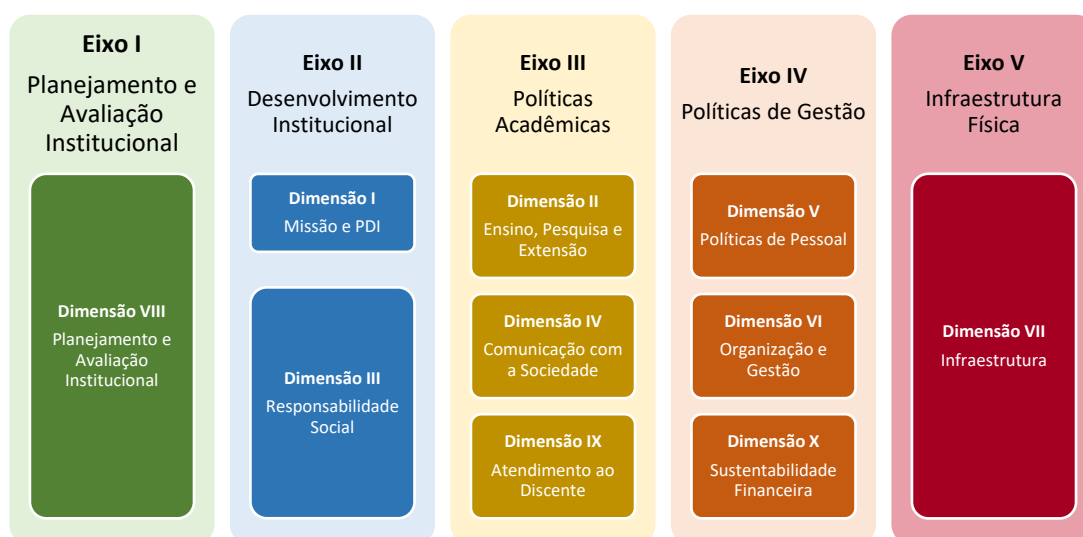 Eixo I
Planejamento e
Avaliação
Institucional
Dimensão VIII
Planejamento e
Avaliação
Institucional
Eixo II
Desenvolvimento
Institucional
Dimensão I
Missão e PDI
Dimensão III
Responsabilidade
Social
Eixo III
Políticas
Acadêmicas
Dimensão II
Ensino, Pesquisa e
Extensão
Dimensão IV
Comunicação com
a Sociedade
Dimensão IX
Atendimento ao
Discente
Eixo IV
Políticas de Gestão
Dimensão V
Políticas de Pessoal
Dimensão VI
Organização e
Gestão
Dimensão X
Sustentabilidade
Financeira
Eixo V
Infraestrutura
Física
Dimensão VII
Infraestrutura